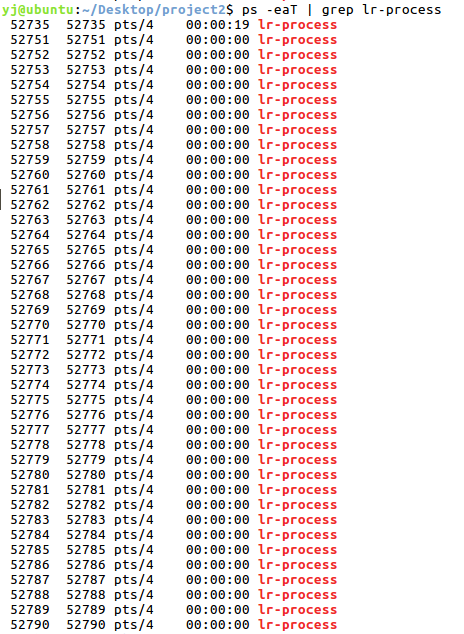 yj@ubuntu:~/Desktop/project2$ ps -eaT | grep lr-process
52735 52735 pts/4 00:00:19 lr-process
52751 52751 pts/4 00:00:00 lr-process
52752 52752 pts/4 00:00:00 lr-process
52753 52753 pts/4 00:00:00 lr-process
52754 52754 pts/4 00:00:00 lr-process
52755 52755 pts/4 00:00:00 lr-process
52756 52756 pts/4 00:00:00 lr-process
52757 52757 pts/4 00:00:00 lr-process
52758 52758 pts/4 00:00:00 lr-process
52759 52759 pts/4 00:00:00 lr-process
52760 52760 pts/4 00:00:00 lr-process
52761 52761 pts/4 00:00:00 lr-process
52762 52762 pts/4 00:00:00 lr-process
52763 52763 pts/4 00:00:00 lr-process
52764 52764 pts/4 00:00:00 lr-process
52765 52765 pts/4 00:00:00 lr-process
52766 52766 pts/4 00:00:00 lr-process
52767 52767 pts/4 00:00:00 lr-process
52768 52768 pts/4 00:00:00 lr-process
52769 52769 pts/4 00:00:00 lr-process
52770 52770 pts/4 00:00:00 lr-process
52771 52771 pts/4 00:00:00 lr-process
52772 52772 pts/4 00:00:00 lr-process
52773 52773 pts/4 00:00:00 lr-process
52774 52774 pts/4 00:00:00 lr-process
52775 52775 pts/4 00:00:00 lr-process
52776 52776 pts/4 00:00:00 lr-process
52777 52777 pts/4 00:00:00 lr-process
52778 52778 pts/4 00:00:00 lr-process
52779 52779 pts/4 00:00:00 lr-process
52780 52780 pts/4 00:00:00 lr-process
52781 52781 pts/4 00:00:00 lr-process
52782 52782 pts/4 00:00:00 lr-process
52783 52783 pts/4 00:00:00 lr-process
52784 52784 pts/4 00:00:00 lr-process
52785 52785 pts/4 00:00:00 lr-process
52786 52786 pts/4 00:00:00 lr-process
52787 52787 pts/4 00:00:00 lr-process
52788 52788 pts/4 00:00:00 lr-process
52789 52789 pts/4 00:00:00 lr-process
52790 52790 pts/4 00:00:00 lr-process